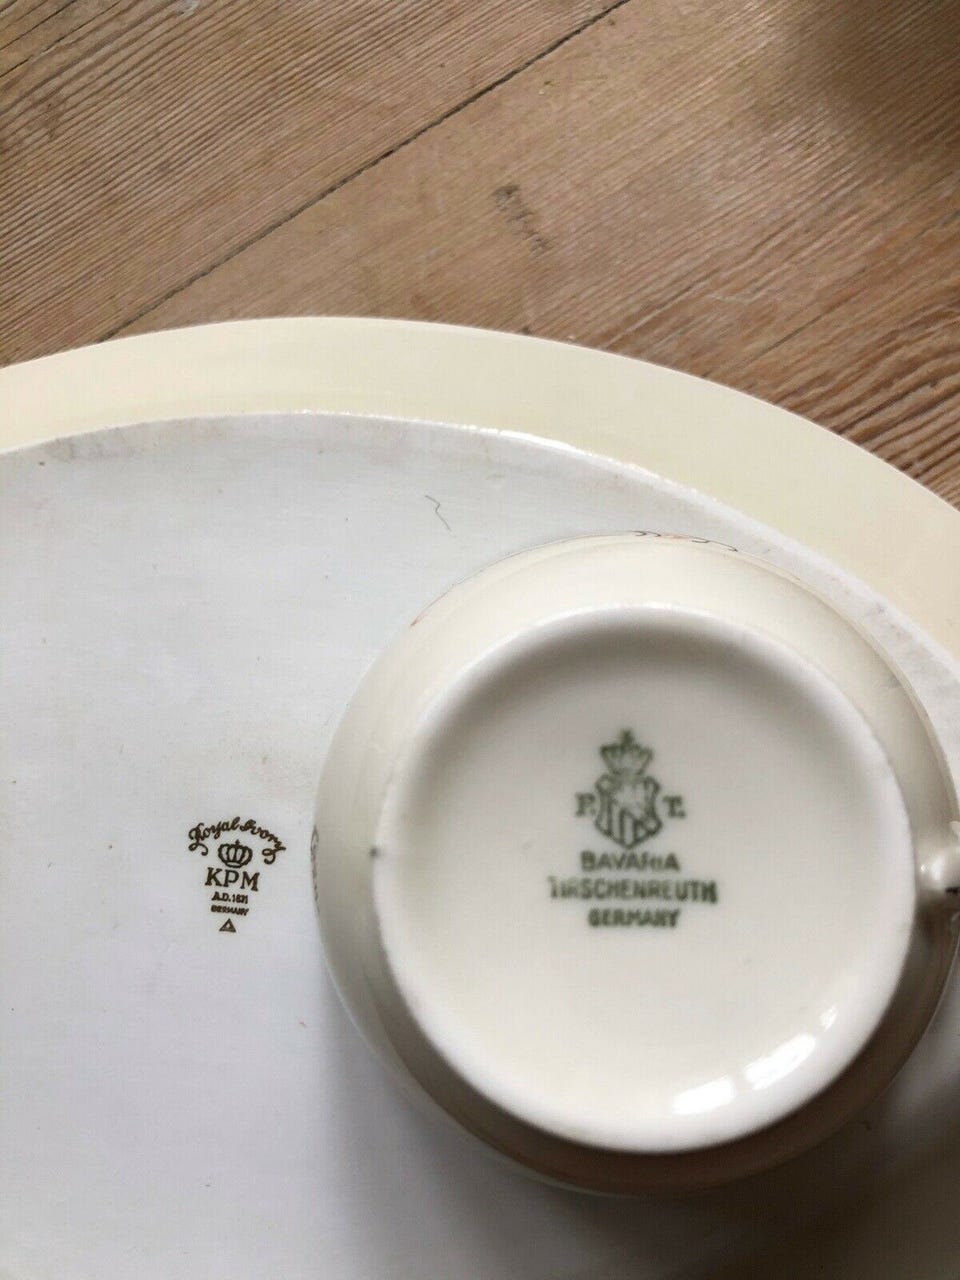 Royal Ivory
KPM
A.D. 1831
GERMANY
P. T.
BAVARIA
TIRSCHENREUTH
GERMANY